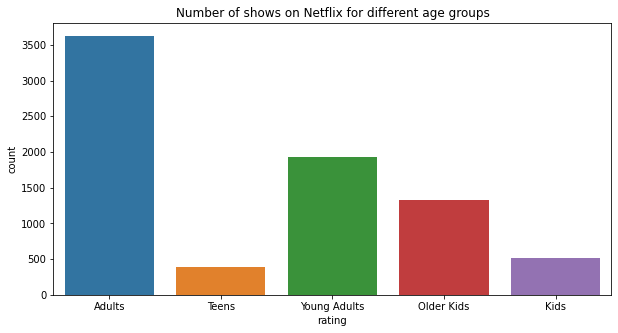 Number of shows on Netflix for different age groups
3500
3000
2500
2000
1500
1000
500
0
count
Adults Teens Young Adults Older Kids Kids
rating